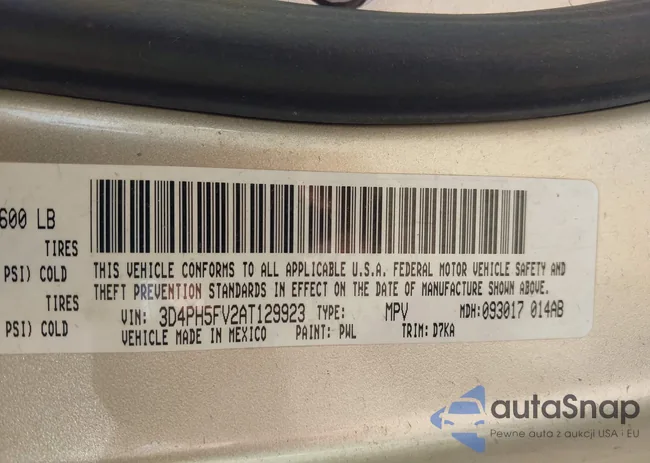 600 LB
TIRES
PSI) COLD
TIRES
PSI) COLD
THIS VEHICLE CONFORMS TO ALL APPLICABLE U.S.A. FEDERAL MOTOR VEHICLE SAFETY AND
THEFT PREVENTION STANDARDS IN EFFECT ON THE DATE OF MANUFACTURE SHOWN ABOVE.
VIN: 3D4PH5FV2AT129923 TYPE: MPV MDH: 093017 014AB
VEHICLE MADE IN MEXICO PAINT: PWL TRIM: D7KA
autaSnap
Pewne auta z aukcji USA i EU